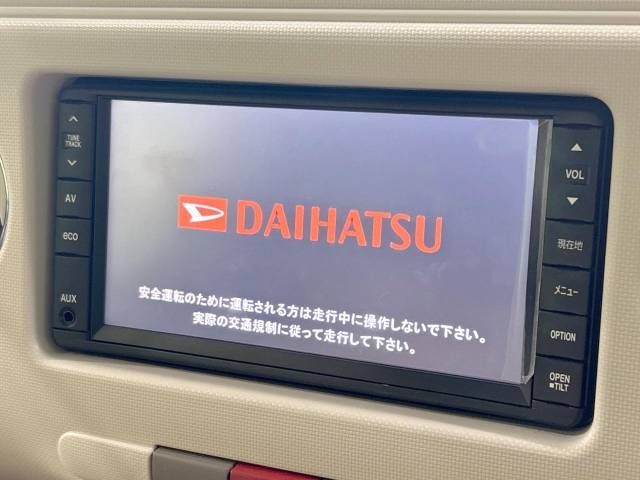 TUNE
TRACK
AV
eco
AUX
DAIHATSU
安全運転のために運転される方は走行中に操作しないで下さい。
実際の交通規制に従って走行して下さい。
VOL
現在地
メニュー
OPTION
OPEN
■TILT